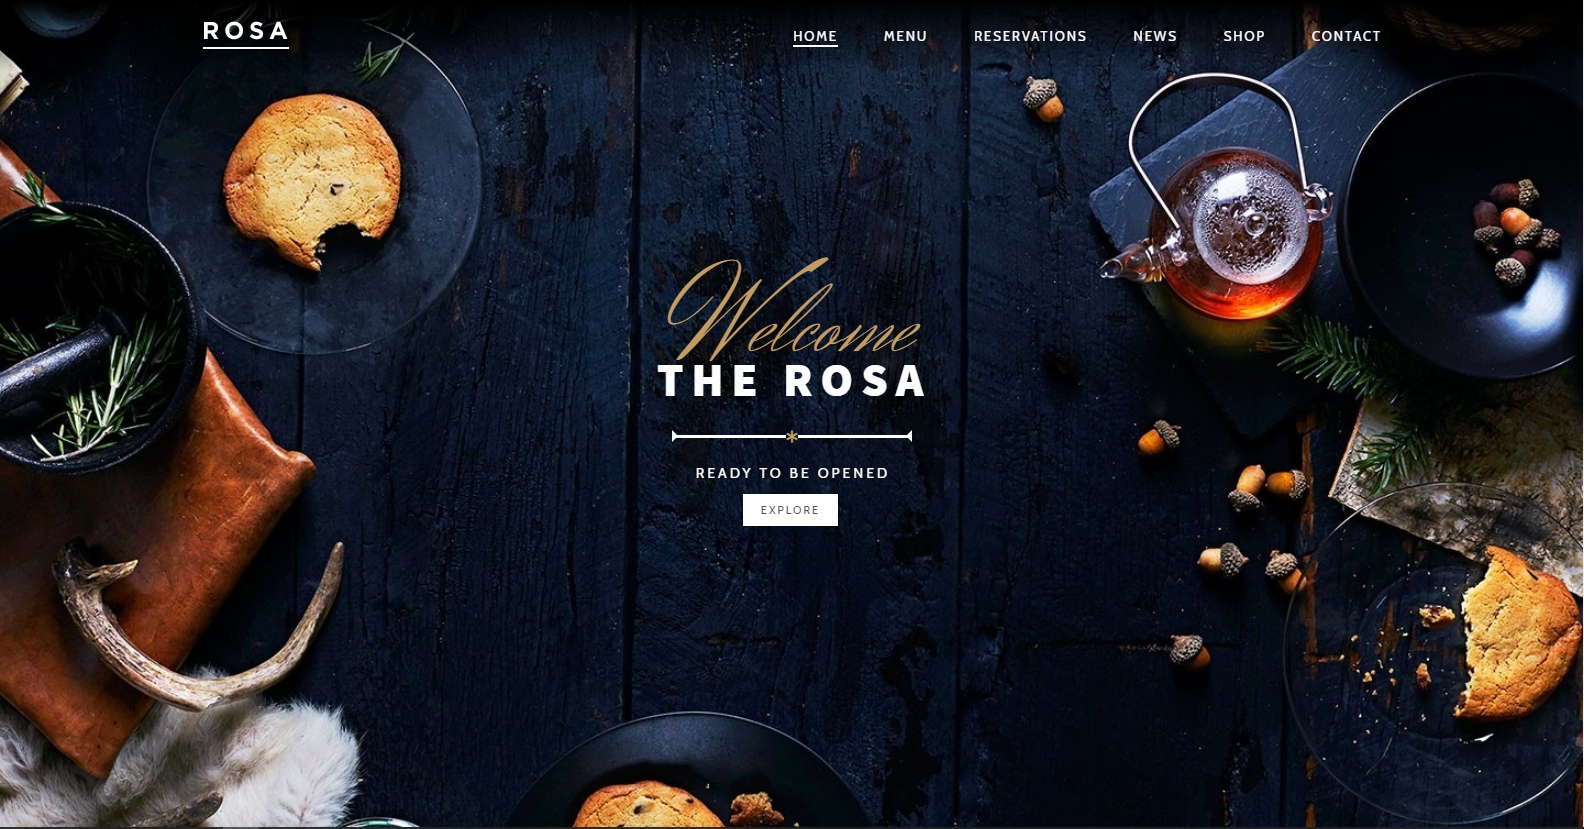 ROSA
HOME MENU RESERVATIONS NEWS SHOP CONTACT
Welcome
THE ROSA
READY TO BE OPENED
EXPLORE